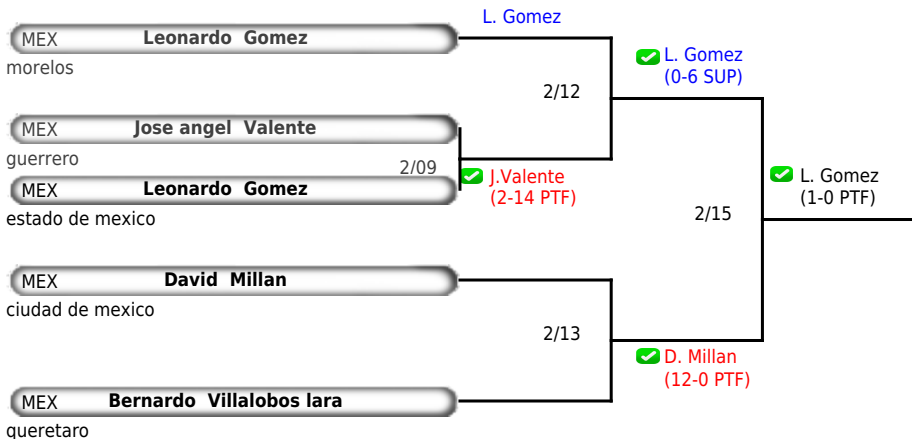 L. Gomez
MEX Leonardo Gomez
morelos
L. Gomez
(0-6 SUP)
2/12
MEX Jose angel Valente
guerrero
2/09
J.Valente
(2-14 PTF)
MEX Leonardo Gomez
estado de mexico
L. Gomez
(1-0 PTF)
2/15
MEX David Millan
ciudad de mexico
2/13
D. Millan
(12-0 PTF)
MEX Bernardo Villalobos lara
queretaro